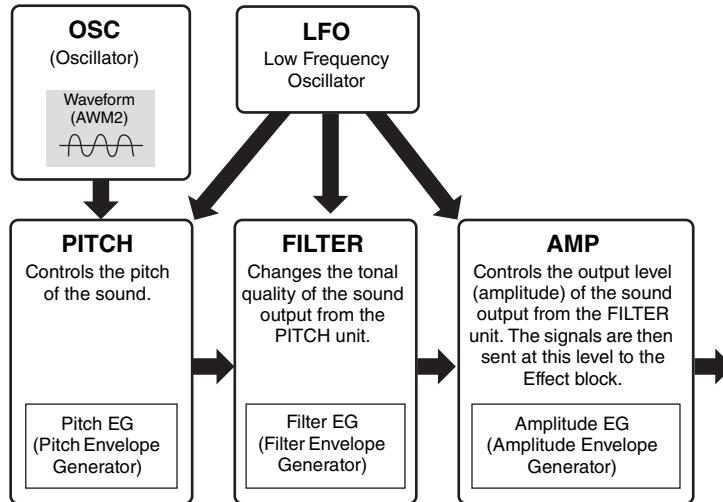 OSC
(Oscillator)
Waveform
(AWM2)
LFO
Low Frequency
Oscillator
PITCH
Controls the pitch
of the sound.
Pitch EG
(Pitch Envelope
Generator)
FILTER
Changes the tonal
quality of the sound
output from the
PITCH unit.
Filter EG
(Filter Envelope
Generator)
AMP
Controls the output level
(amplitude) of the sound
output from the FILTER
unit. The signals are then
sent at this level to the
Effect block.
Amplitude EG
(Amplitude Envelope
Generator)